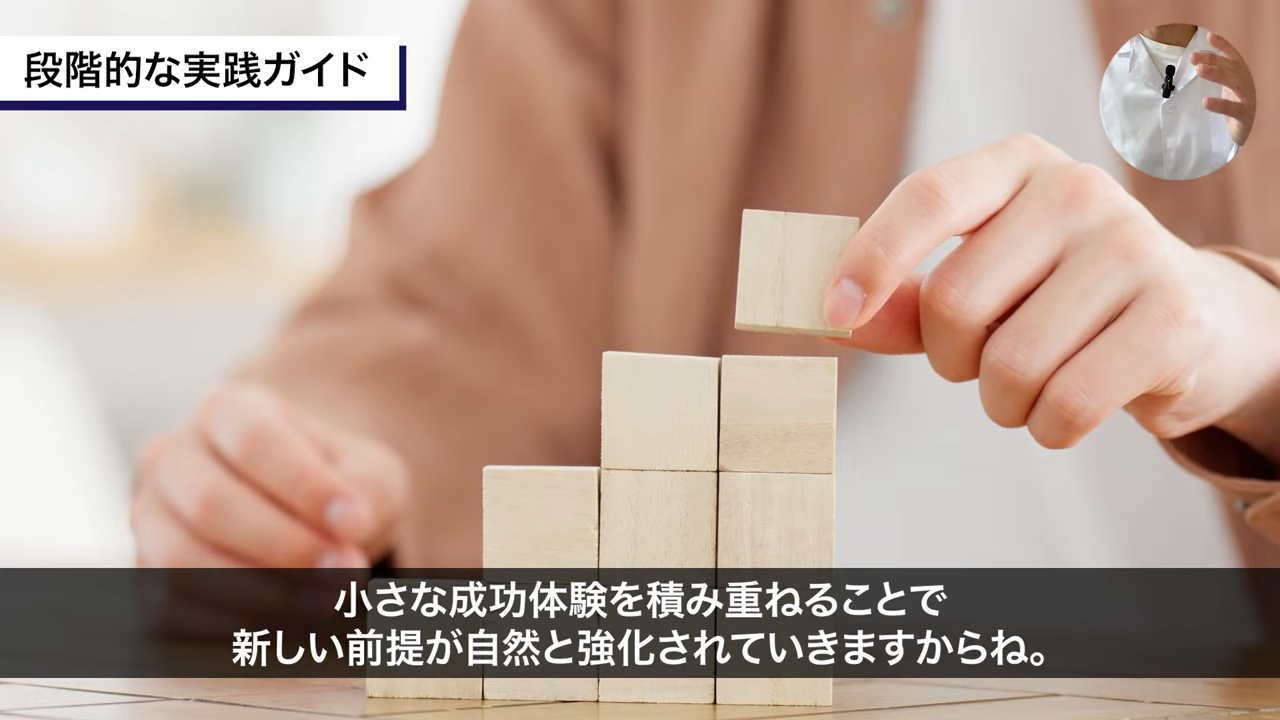 段階的な実践ガイド
小さな成功体験を積み重ねることで
新しい前提が自然と強化されていきますからね。